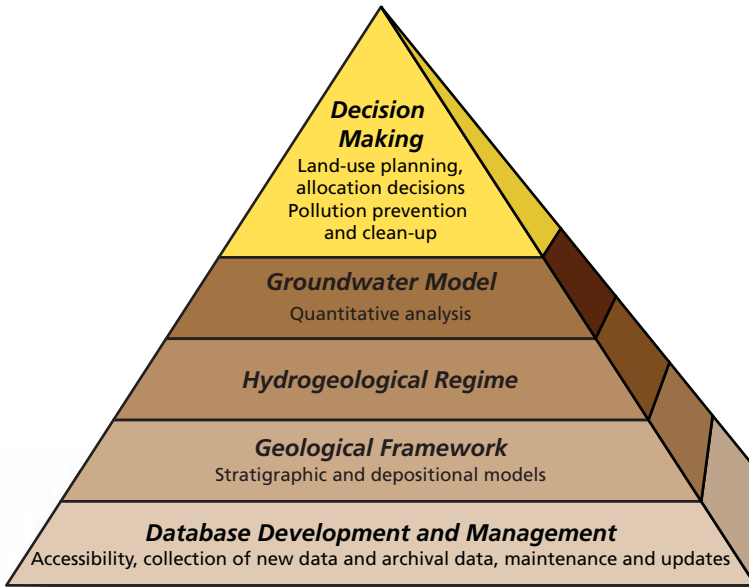 Decision
Making
Land-use planning,
allocation decisions
Pollution prevention
and clean-up
Groundwater Model
Quantitative analysis
Hydrogeological Regime
Geological Framework
Stratigraphic and depositional models
Database Development and Management
Accessibility, collection of new data and archival data, maintenance and updates